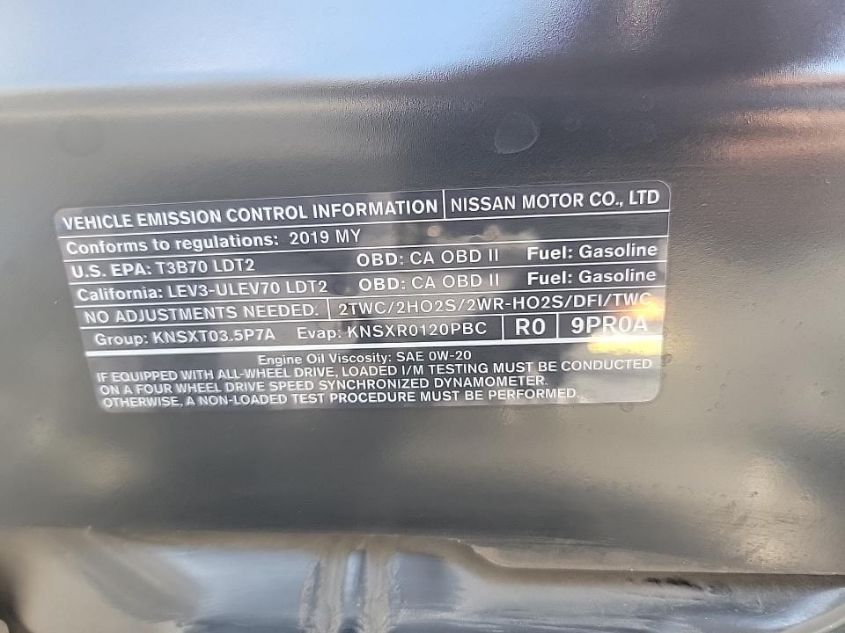 VEHICLE EMISSION CONTROL INFORMATION NISSAN MOTOR CO., LTD
Conforms to regulations: 2019 MY
U.S. EPA: T3B70 LDT2 OBD: CA OBD II Fuel: Gasoline
California: LEV3-ULEV70 LDT2 OBD: CA OBD II Fuel: Gasoline
NO ADJUSTMENTS NEEDED. 2TWC/2HO2S/2WR-HO2S/DFI/TWC
Group: KNSXT03.5P7A Evap: KNSXR0120PBC R0 9PR0A
Engine Oil Viscosity: SAE 0W-20
IF EQUIPPED WITH ALL-WHEEL DRIVE, LOADED I/M TESTING MUST BE CONDUCTED
ON A FOUR WHEEL DRIVE SPEED SYNCHRONIZED DYNAMOMETER.
OTHERWISE, A NON-LOADED TEST PROCEDURE MUST BE PERFORMED.